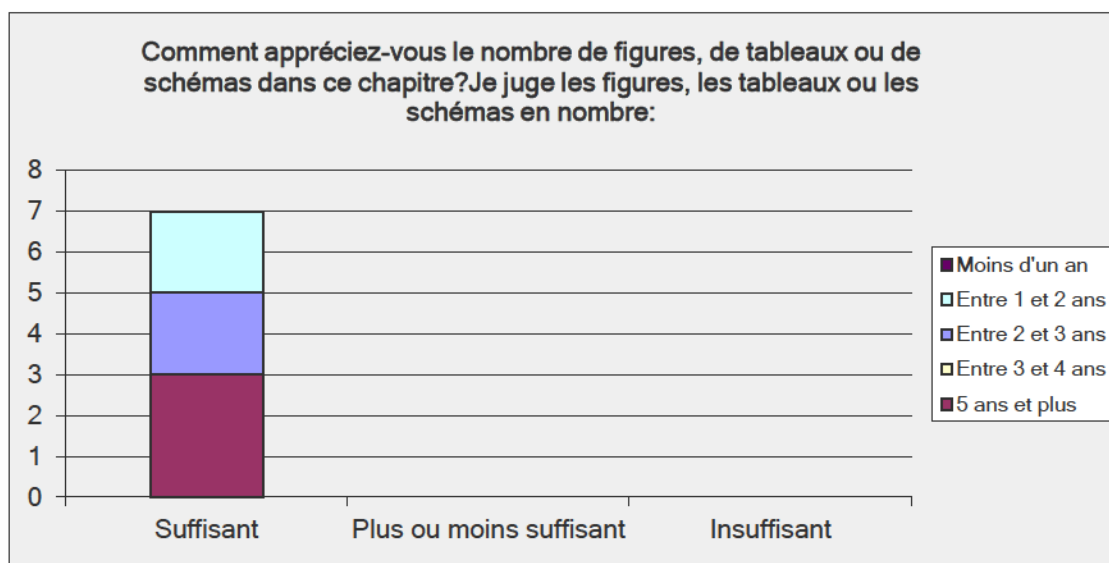 Comment appréciez-vous le nombre de figures, de tableaux ou de
schémas dans ce chapitre?Je juge les figures, les tableaux ou les
schémas en nombre:
8
7
6
5
4
3
2
1
0
Suffisant
Plus ou moins suffisant
Insuffisant
Moins d'un an
Entre 1 et 2 ans
Entre 2 et 3 ans
Entre 3 et 4 ans
5 ans et plus